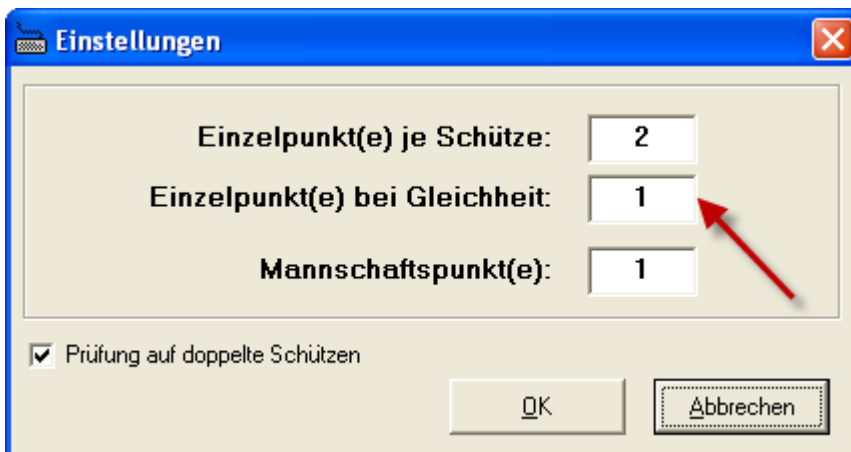 Einstellungen
Einzelpunkt(e) je Schütze: 2
Einzelpunkt(e) bei Gleichheit: 1
Mannschaftspunkt(e): 1
Prüfung auf doppelte Schützen
OK Abbrechen